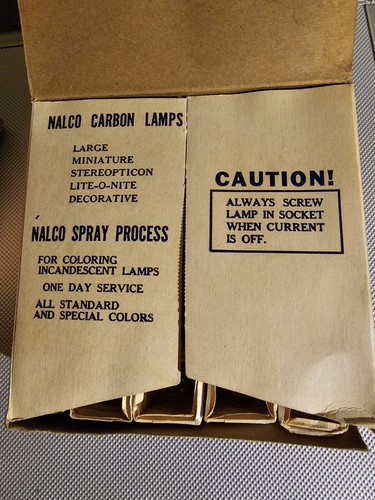 NALCO CARBON LAMPS
LARGE
MINIATURE
STEREOPTICON
LITE-O-NITE
DECORATIVE
NALCO SPRAY PROCESS
FOR COLORING
INCANDESCENT LAMPS
ONE DAY SERVICE
ALL STANDARD
AND SPECIAL COLORS
CAUTION!
ALWAYS SCREW
LAMP IN SOCKET
WHEN CURRENT
IS OFF.